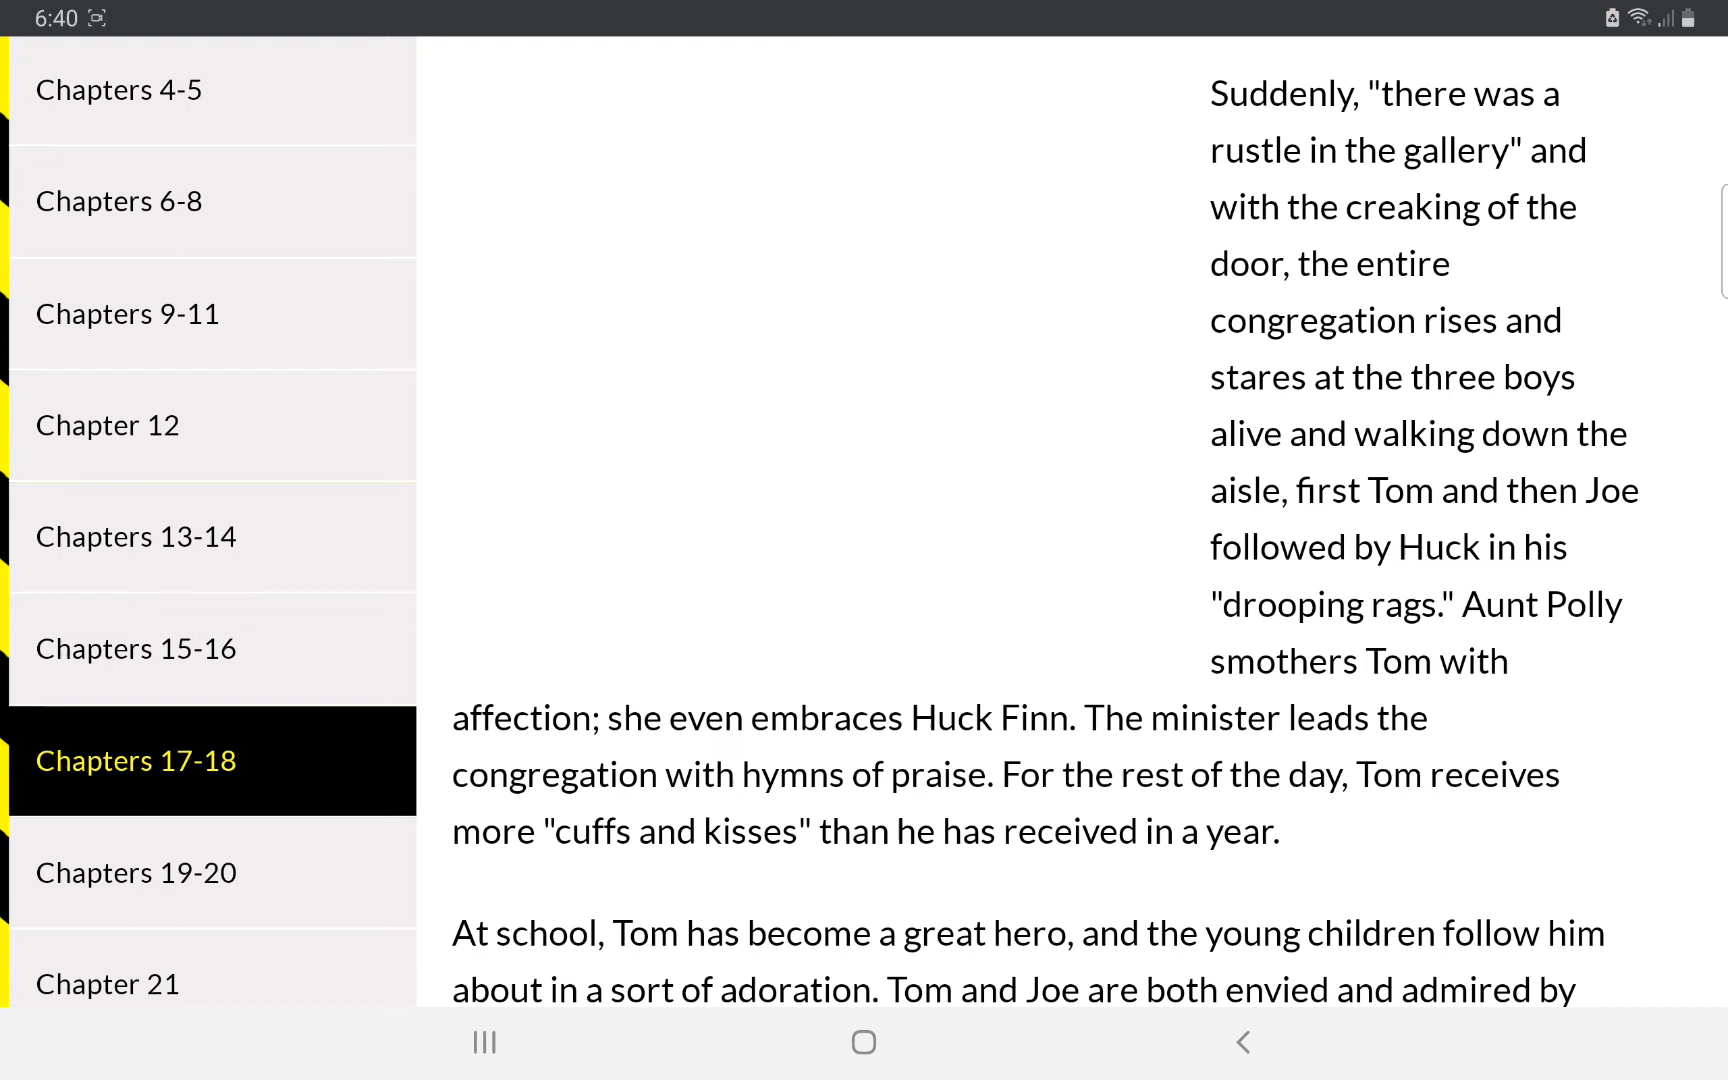 6:40
Chapters 4-5
Chapters 6-8
Chapters 9-11
Chapter 12
Chapters 13-14
Chapters 15-16
Chapters 17-18
Chapters 19-20
Chapter 21
Suddenly, "there was a
rustle in the gallery" and
with the creaking of the
door, the entire
congregation rises and
stares at the three boys
alive and walking down the
aisle, first Tom and then Joe
followed by Huck in his
"drooping rags." Aunt Polly
smothers Tom with
affection; she even embraces Huck Finn. The minister leads the
congregation with hymns of praise. For the rest of the day, Tom receives
more "cuffs and kisses" than he has received in a year.
At school, Tom has become a great hero, and the young children follow him
about in a sort of adoration. Tom and Joe are both envied and admired by